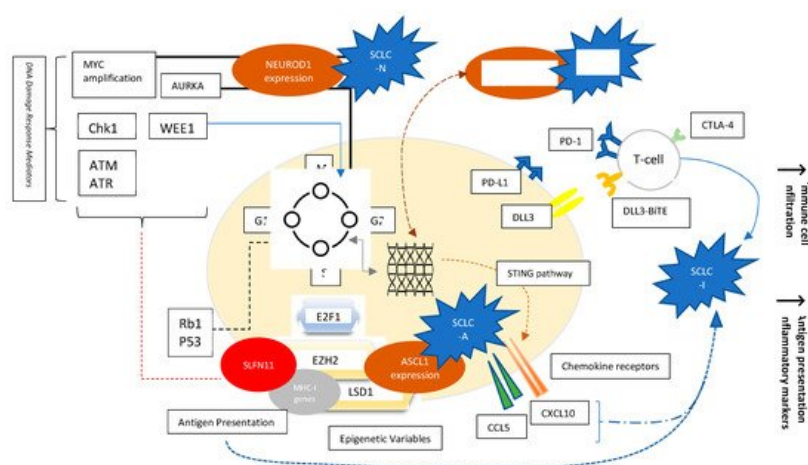 DNA Damage Response Mediators
MYC
amplification
AURKA
NEUROD1
expression
SCLC
-N
Chk1
WEE1
ATM
ATR
PD-1
CTLA-4
T-cell
PD-L1
DLL3
DLL3-BiTE
STING pathway
SCLC
-I
Rb1
P53
E2F1
EZH2
SLFN11
MHC-I
genes
LSD1
ASCL1
expression
SCLC
-A
Chemokine receptors
CXCL10
CCL5
Antigen Presentation
Epigenetic Variables
mmune cell
nfiltration
ntigen presentation
nflammatory markers